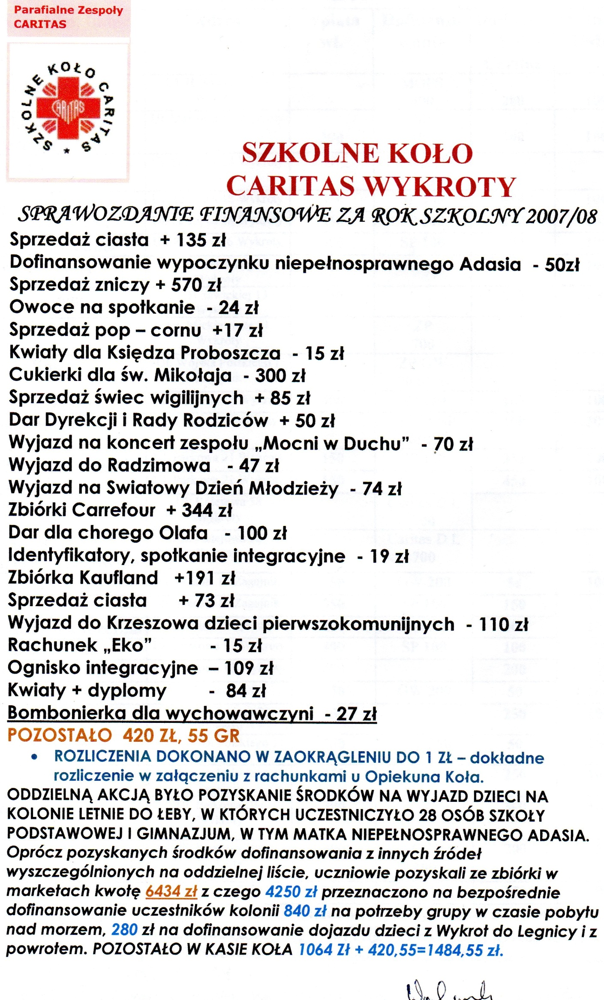 Parafialne Zespoły
CARITAS
SZKOLNE KOŁO CARITAS *
CARITAS
SZKOLNE KOŁO
CARITAS WYKROTY
SPRAWOZDANIE FINANSOWE ZA ROK SZKOLNY 2007/08
Sprzedaż ciasta + 135 zł
Dofinansowanie wypoczynku niepełnosprawnego Adasia - 50zł
Sprzedaż zniczy + 570 zł
Owoce na spotkanie - 24 zł
Sprzedaż pop – cornu +17 zł
Kwiaty dla Księdza Proboszcza - 15 zł
Cukierki dla św. Mikołaja - 300 zł
Sprzedaż świec wigilijnych + 85 zł
Dar Dyrekcji i Rady Rodziców + 50 zł
Wyjazd na koncert zespołu „Mocni w Duchu” - 70 zł
Wyjazd do Radzimowa - 47 zł
Wyjazd na Swiatowy Dzień Młodzieży - 74 zł
Zbiórki Carrefour + 344 zł
Dar dla chorego Olafa - 100 zł
Identyfikatory, spotkanie integracyjne - 19 zł
Zbiórka Kaufland +191 zł
Sprzedaż ciasta + 73 zł
Wyjazd do Krzeszowa dzieci pierwszokomunijnych - 110 zł
Rachunek „Eko” - 15 zł
Ognisko integracyjne – 109 zł
Kwiaty + dyplomy - 84 zł
Bombonierka dla wychowawczyni - 27 zł
POZOSTAŁO 420 ZŁ, 55 GR
• ROZLICZENIA DOKONANO W ZAOKRĄGLENIU DO 1 ZŁ – dokładne
rozliczenie w załączeniu z rachunkami u Opiekuna Koła.
ODDZIELNĄ AKCJĄ BYŁO POZYSKANIE ŚRODKÓW NA WYJAZD DZIECI NA
KOLONIE LETNIE DO ŁEBY, W KTÓRYCH UCZESTNICZYŁO 28 OSÓB SZKOŁY
PODSTAWOWEJ I GIMNAZJUM, W TYM MATKA NIEPEŁNOSPRAWNEGO ADASIA.
Oprócz pozyskanych środków dofinansowania z innych źródeł
wyszczególnionych na oddzielnej liście, uczniowie pozyskali ze zbiórki w
marketach kwotę 6434 zł z czego 4250 zł przeznaczono na bezpośrednie
dofinansowanie uczestników kolonii 840 zł na potrzeby grupy w czasie pobytu
nad morzem, 280 zł na dofinansowanie dojazdu dzieci z Wykrot do Legnicy i z
powrotem. POZOSTAŁO W KASIE KOŁA 1064 Zł + 420,55=1484,55 zł.